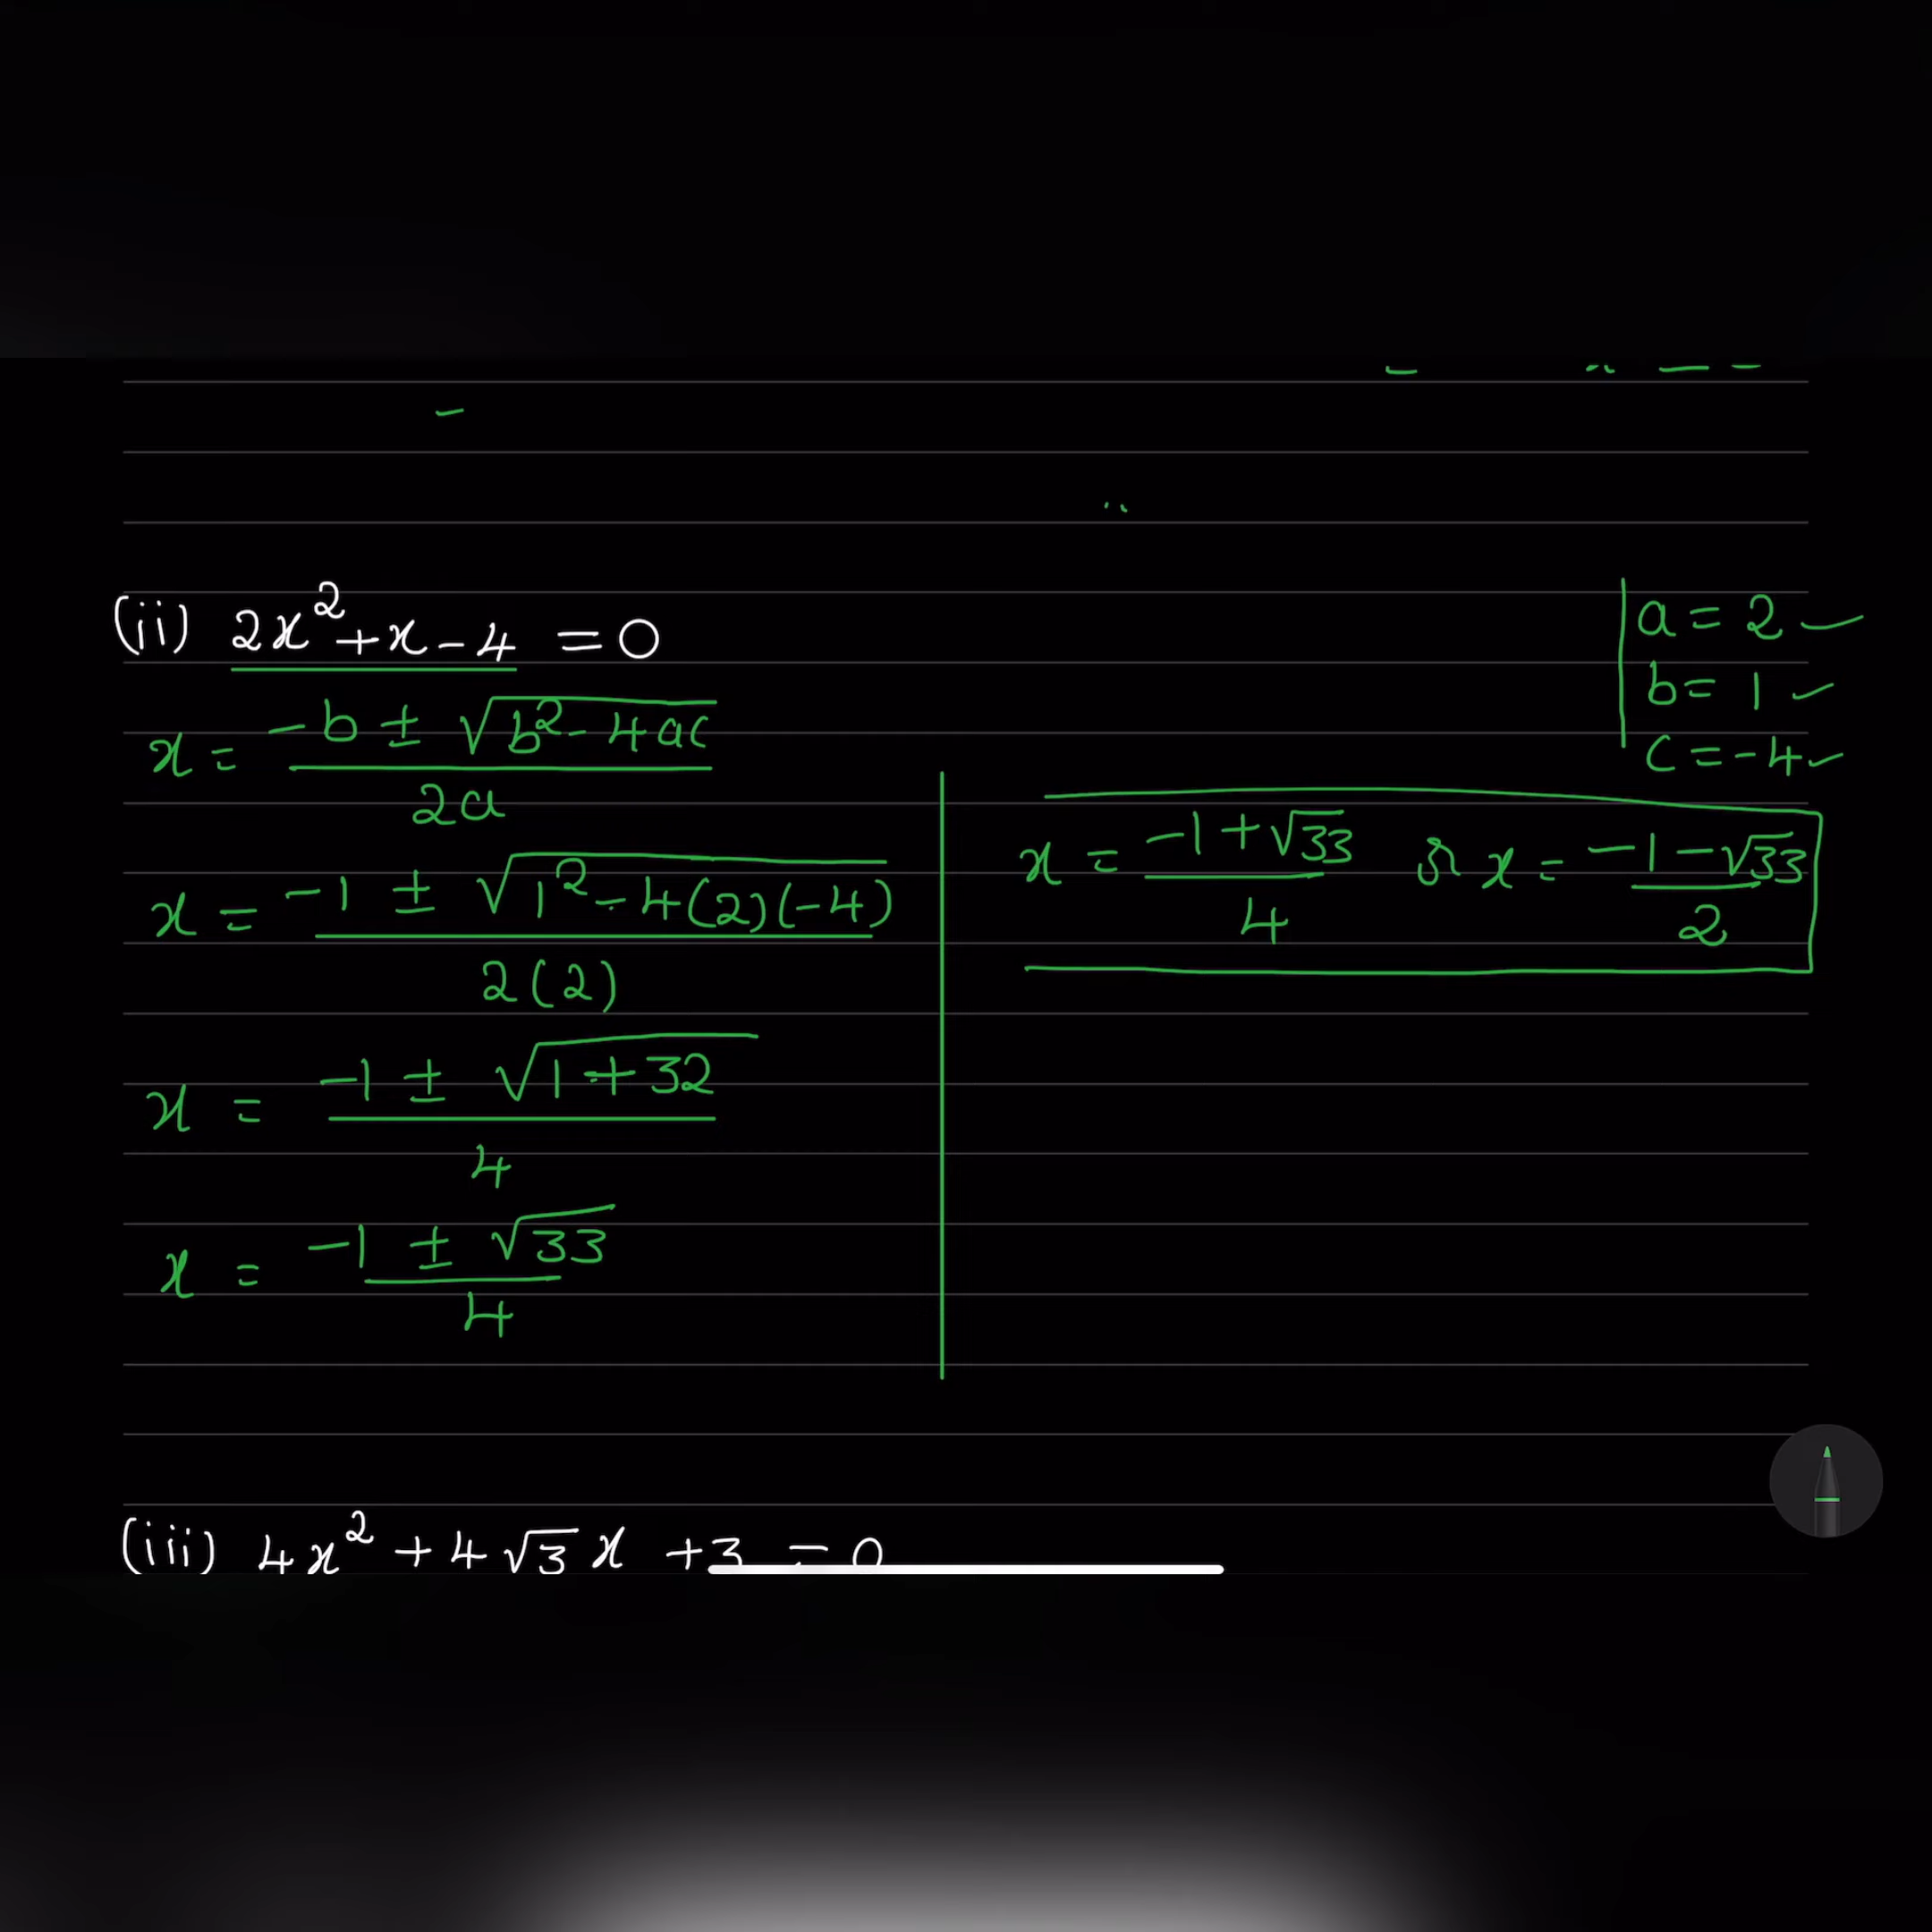 (ii) 2x² + x - 4 = 0
a = 2 ✓
b = 1 ✓
c = -4 ✓
x = (-b ± √(b² - 4ac)) / 2a
x = (-1 ± √(1² - 4(2)(-4))) / 2(2)
x = (-1 ± √(1 + 32)) / 4
x = (-1 ± √33) / 4
x = (-1 + √33) / 4 or x = (-1 - √33) / 2
(iii) 4x² + 4√3 x + 3 = 0